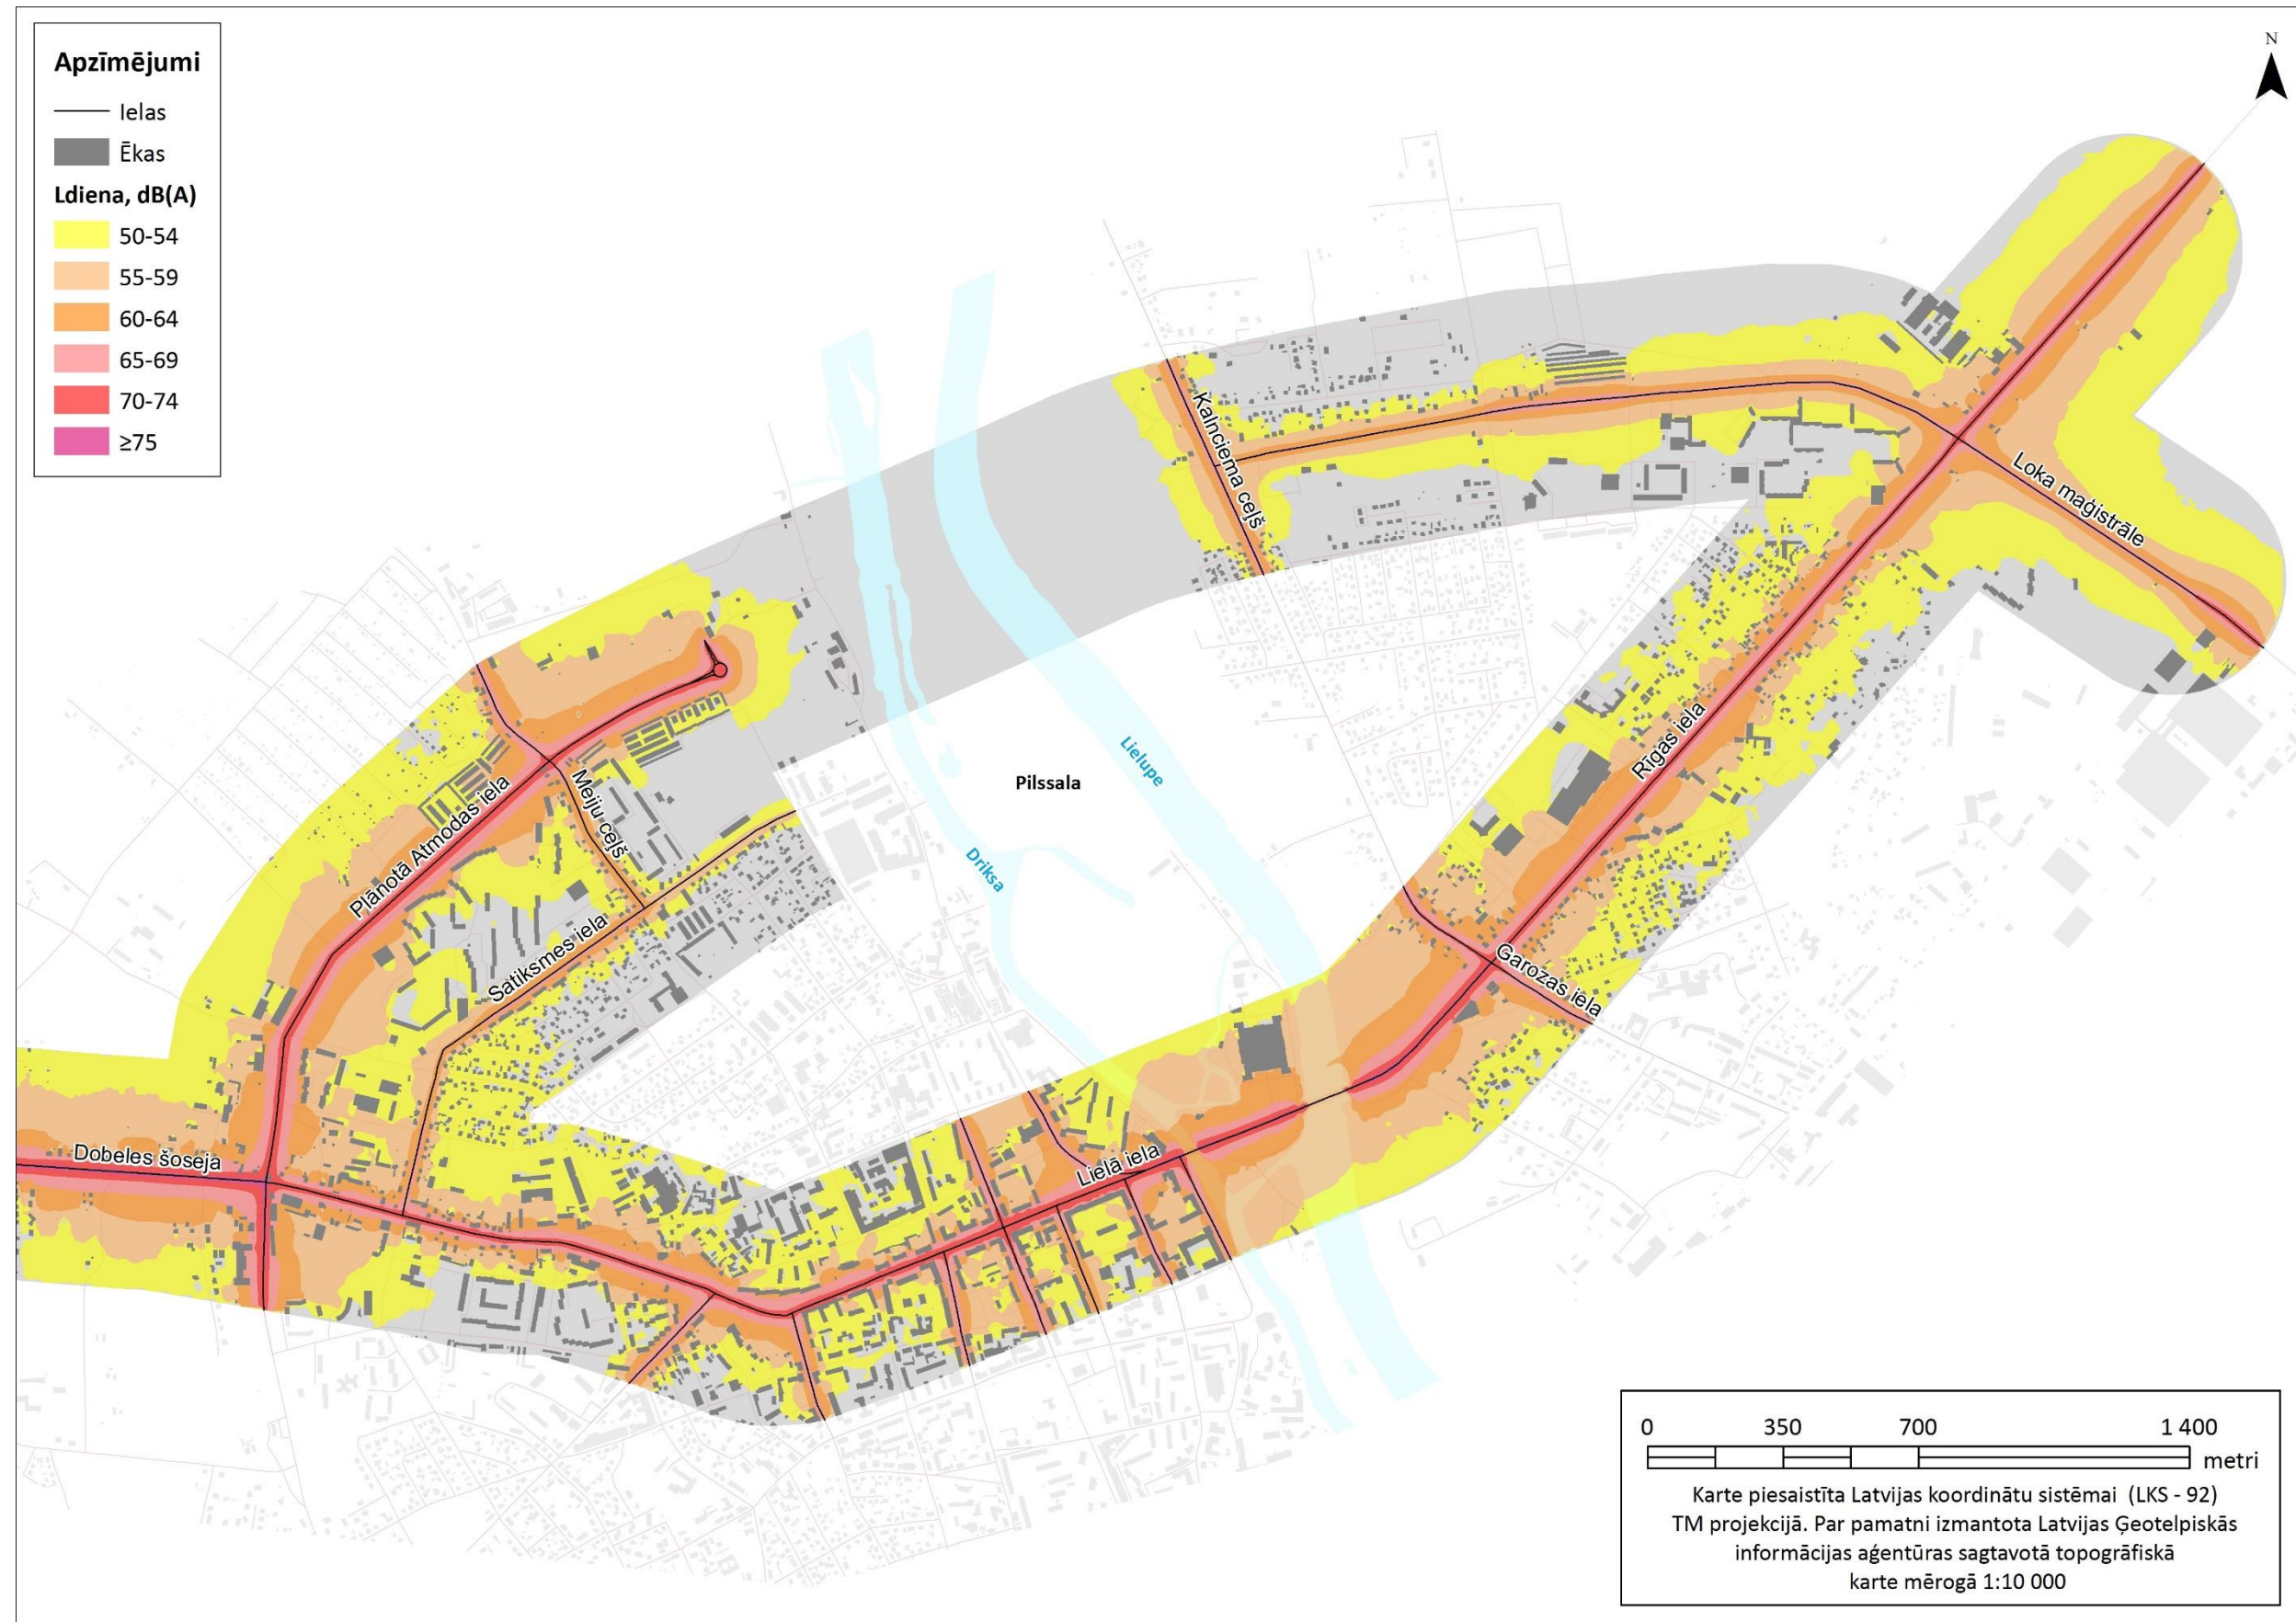 Apzīmējumi
Ielas
Ēkas
Ldiena, dB(A)
50-54
55-59
60-64
65-69
70-74
≥75
N
Kalnciema ceļš
Loka maģistrāle
Rīgas iela
Meiju ceļš
Plānotā Atmodas iela
Pilssala
Lielupe
Driksa
Satiksmes iela
Garozas iela
Dobeles šoseja
Lielā iela
0 350 700 1 400
metri
Karte piesaistīta Latvijas koordinātu sistēmai (LKS - 92)
TM projekcijā. Par pamatni izmantota Latvijas Ģeotelpiskās
informācijas aģentūras sagtavotā topogrāfiskā
karte mērogā 1:10 000